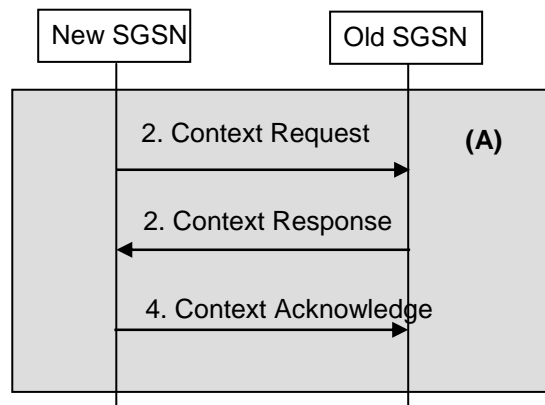 New SGSN
Old SGSN
2. Context Request
(A)
2. Context Response
4. Context Acknowledge